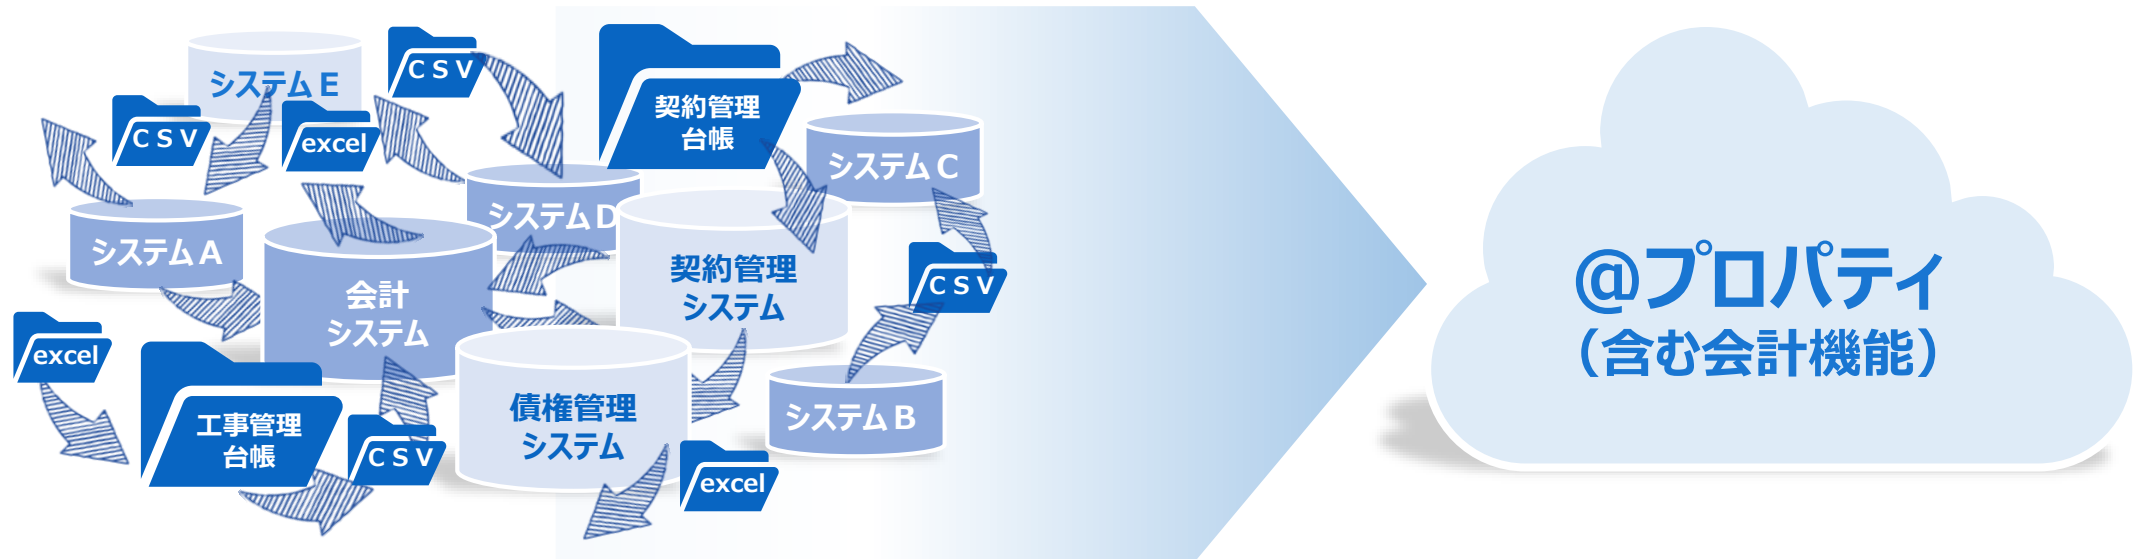 システムE
CSV
CSV
excel
契約管理
台帳
システムC
システムD
システムA
契約管理
システム
会計
システム
CSV
excel
債権管理
システム
システムB
工事管理
台帳
CSV
excel
@プロパティ
（含む会計機能）